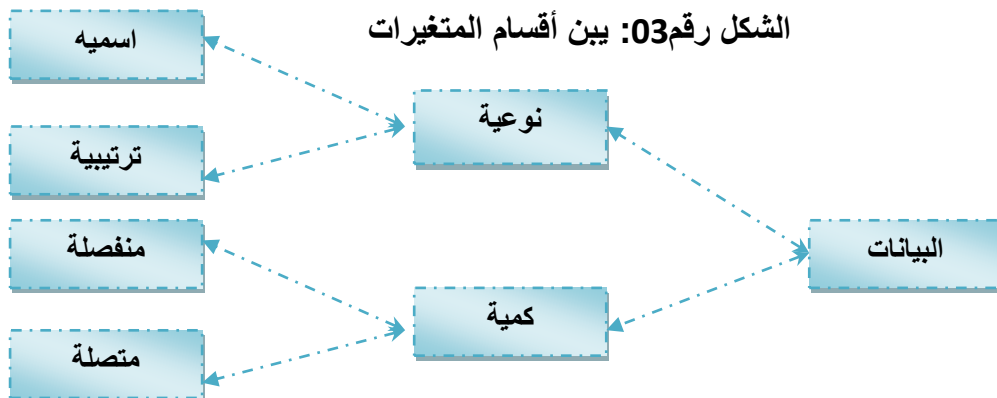 الشكل رقم03: يبن أقسام المتغيرات
اسميه
نوعية
ترتيبية
منفصلة
البيانات
كمية
متصلة